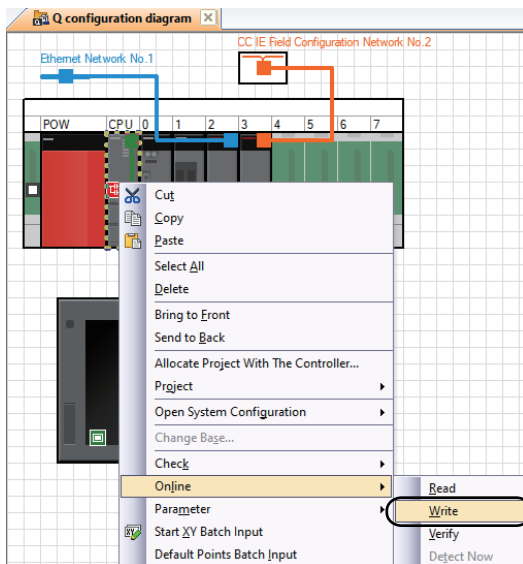 Q configuration diagram
CC IE Field Configuration Network No.2
Ethernet Network No.1
POW CPU 0 1 2 3 4 5 6 7
Cut
Copy
Paste
Select All
Delete
Bring to Front
Send to Back
Allocate Project With The Controller...
Project
Open System Configuration
Change Base...
Check
Online
Read
Parameter
Write
Start XY Batch Input
Verify
Default Points Batch Input
Detect Now